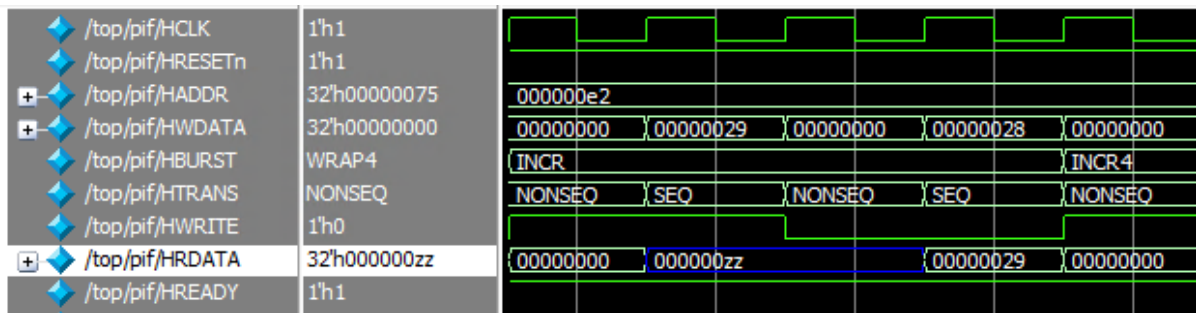 /top/pif/HCLK 1'h1
/top/pif/HRESETn 1'h1
/top/pif/HADDR 32'h00000075 000000e2
/top/pif/HWDATA 32'h00000000 00000000 00000029 00000000 00000028 00000000
/top/pif/HBURST WRAP4 INCR INCR4
/top/pif/HTRANS NONSEQ NONSEQ SEQ NONSEQ SEQ NONSEQ
/top/pif/HWRITE 1'h0
/top/pif/HRDATA 32'h000000zz 00000000 000000zz 00000029 00000000
/top/pif/HREADY 1'h1